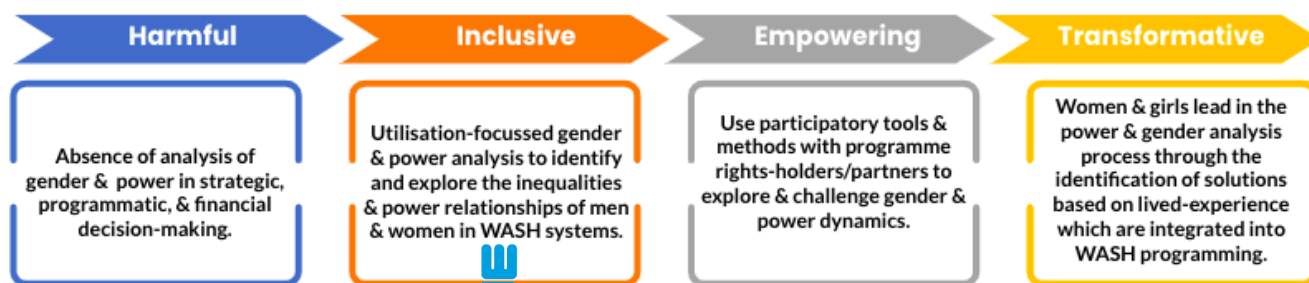 Harmful
Inclusive
Empowering
Transformative
Absence of analysis of
gender & power in strategic,
programmatic, & financial
decision-making.
Utilisation-focussed gender
& power analysis to identify
and explore the inequalities
& power relationships of men
& women in WASH systems.
Use participatory tools &
methods with programme
rights-holders/partners to
explore & challenge gender &
power dynamics.
Women & girls lead in the
power & gender analysis
process through the
identification of solutions
based on lived-experience
which are integrated into
WASH programming.